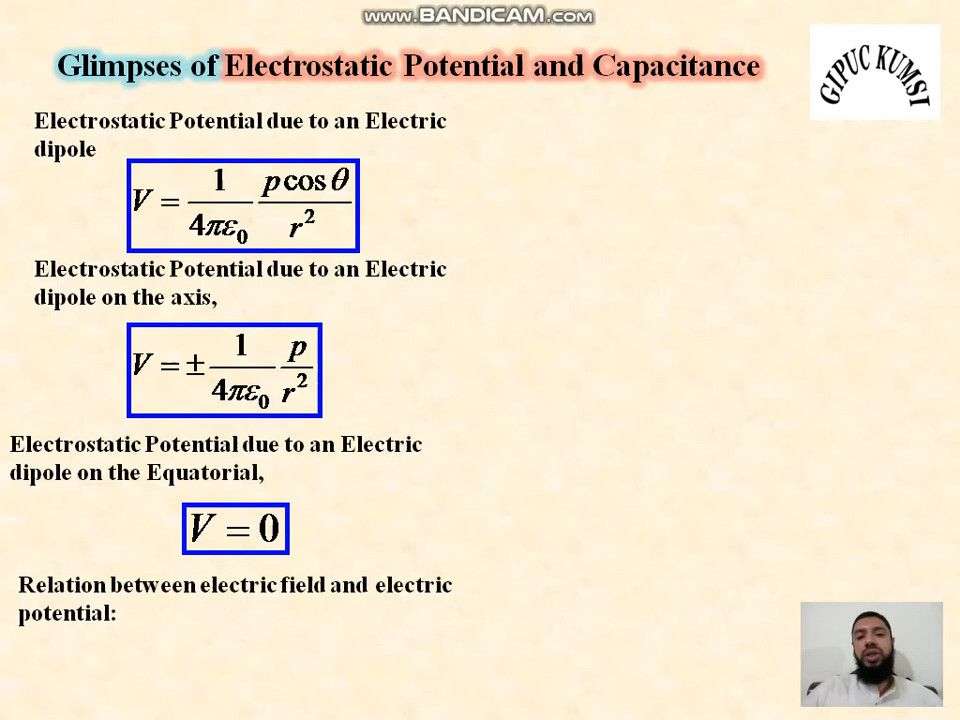 www.BANDICAM.com
Glimpses of Electrostatic Potential and Capacitance
GIPUC KUMSI
Electrostatic Potential due to an Electric
dipole
V = 1/(4πε₀) p cos θ / r²
Electrostatic Potential due to an Electric
dipole on the axis,
V = ± 1/(4πε₀) p / r²
Electrostatic Potential due to an Electric
dipole on the Equatorial,
V = 0
Relation between electric field and electric
potential: